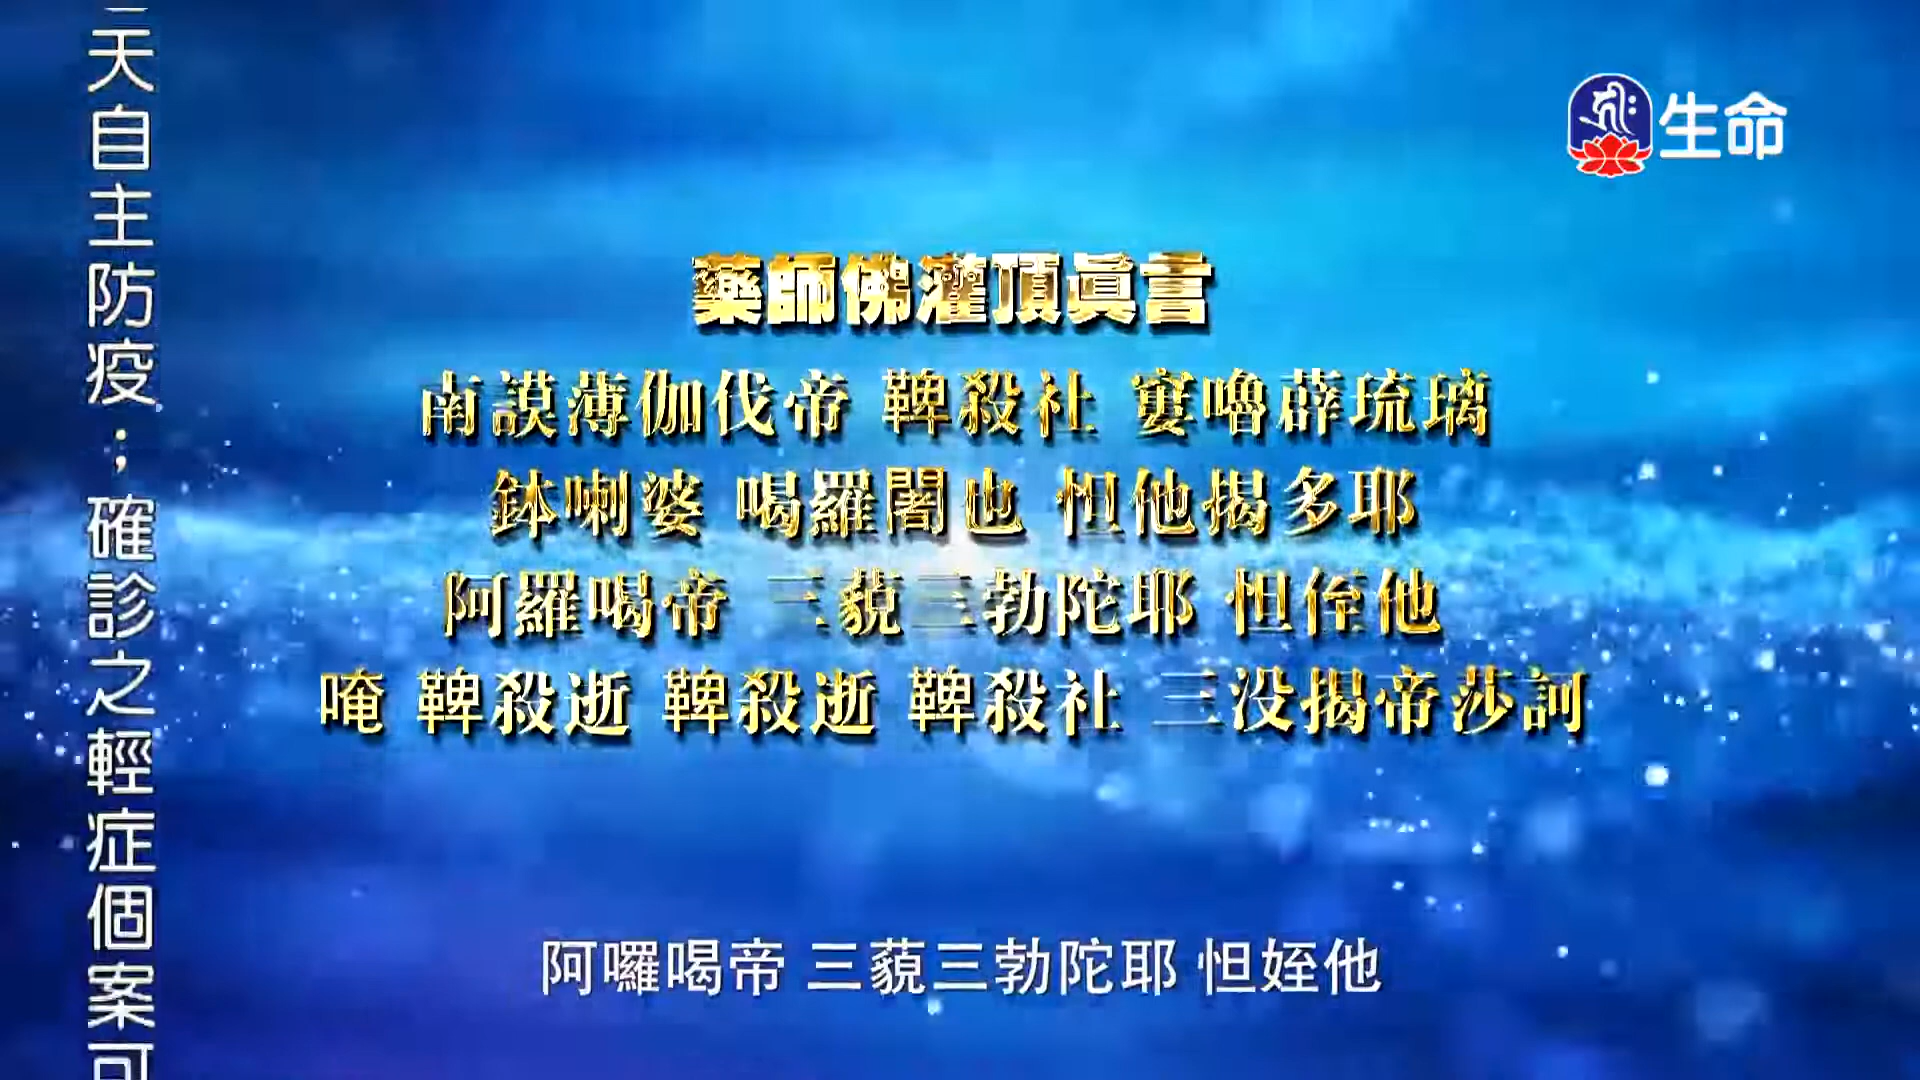 天自主防疫；確診之輕症個案可
生命
藥師佛灌頂眞言
南謨薄伽伐帝 鞞殺社 窶嚕薜琉璃
鉢喇婆 喝羅闍也 怛他揭多耶
阿羅喝帝 三藐三勃陀耶 怛侄他
唵 鞞殺逝 鞞殺逝 鞞殺社 三没揭帝莎訶
阿囉喝帝 三藐三勃陀耶 怛姪他